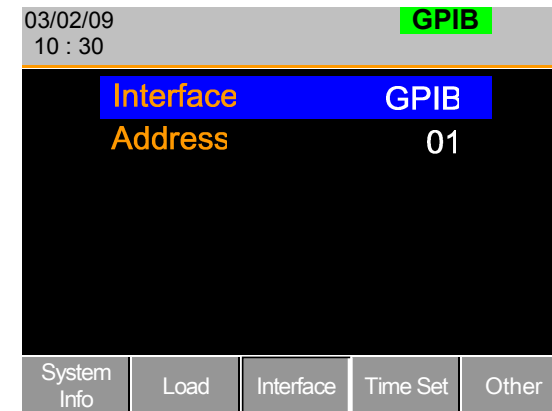 03/02/09 GPIB
10 : 30
Interface GPIB
Address 01
System Info Load Interface Time Set Other